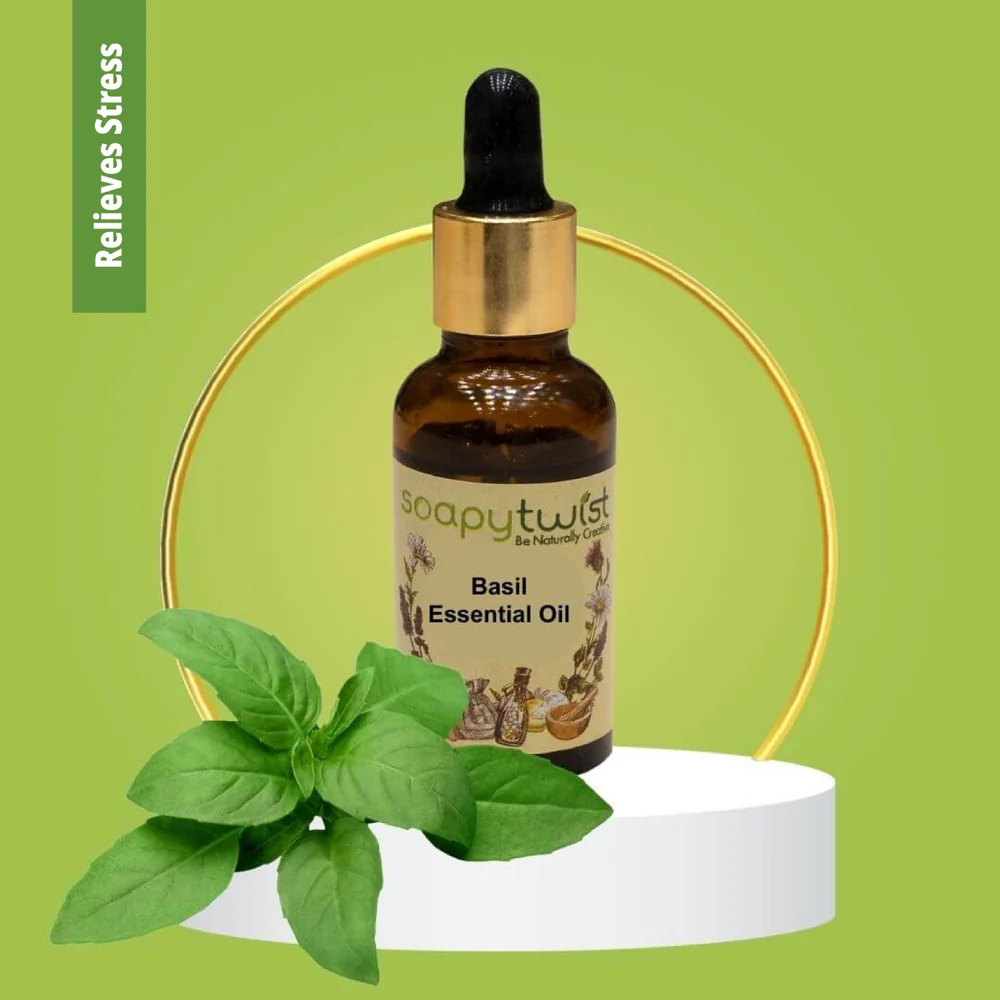 Relieves Stress
soapytwist
Be Naturally Creative
Basil
Essential Oil